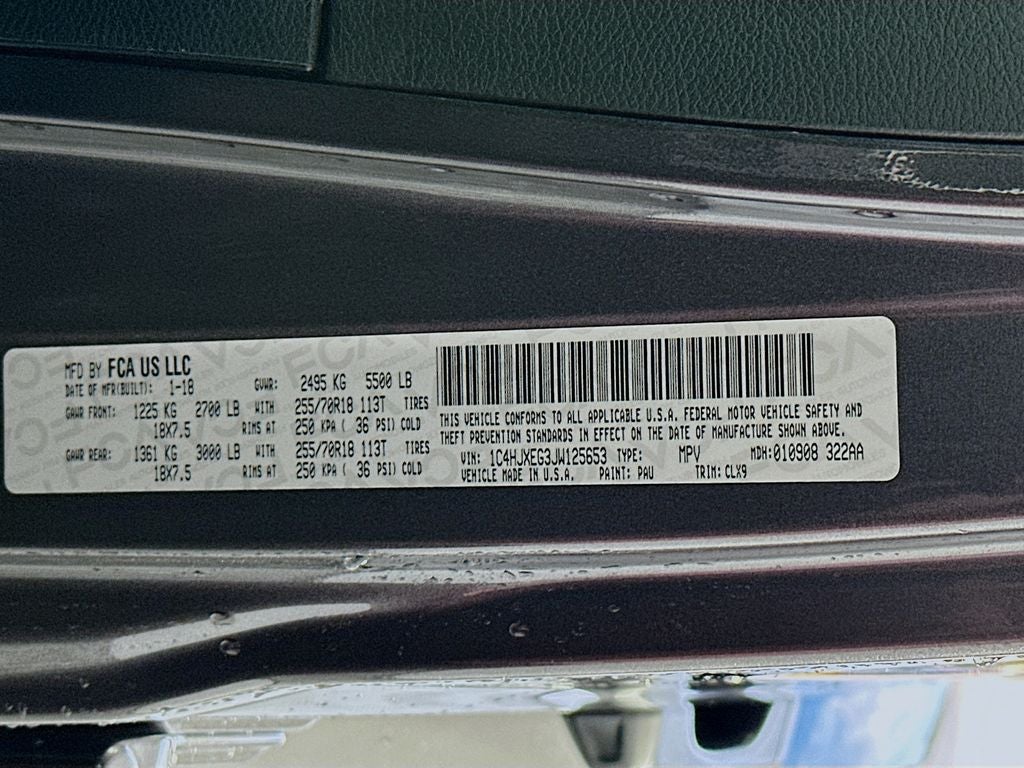 MFD BY FCA US LLC
DATE OF MFR(BUILT): 1-18 GVWR: 2495 KG 5500 LB
GAWR FRONT: 1225 KG 2700 LB WITH 255/70R18 113T TIRES
18X7.5 RIMS AT 250 KPA ( 36 PSI) COLD
GAWR REAR: 1361 KG 3000 LB WITH 255/70R18 113T TIRES
18X7.5 RIMS AT 250 KPA ( 36 PSI) COLD
THIS VEHICLE CONFORMS TO ALL APPLICABLE U.S.A. FEDERAL MOTOR VEHICLE SAFETY AND
THEFT PREVENTION STANDARDS IN EFFECT ON THE DATE OF MANUFACTURE SHOWN ABOVE.
VIN: 1C4HJXEG3JW125653 TYPE: MPV MDH: 010908 322AA
VEHICLE MADE IN U.S.A. PAINT: PAU TRIM: CLX9